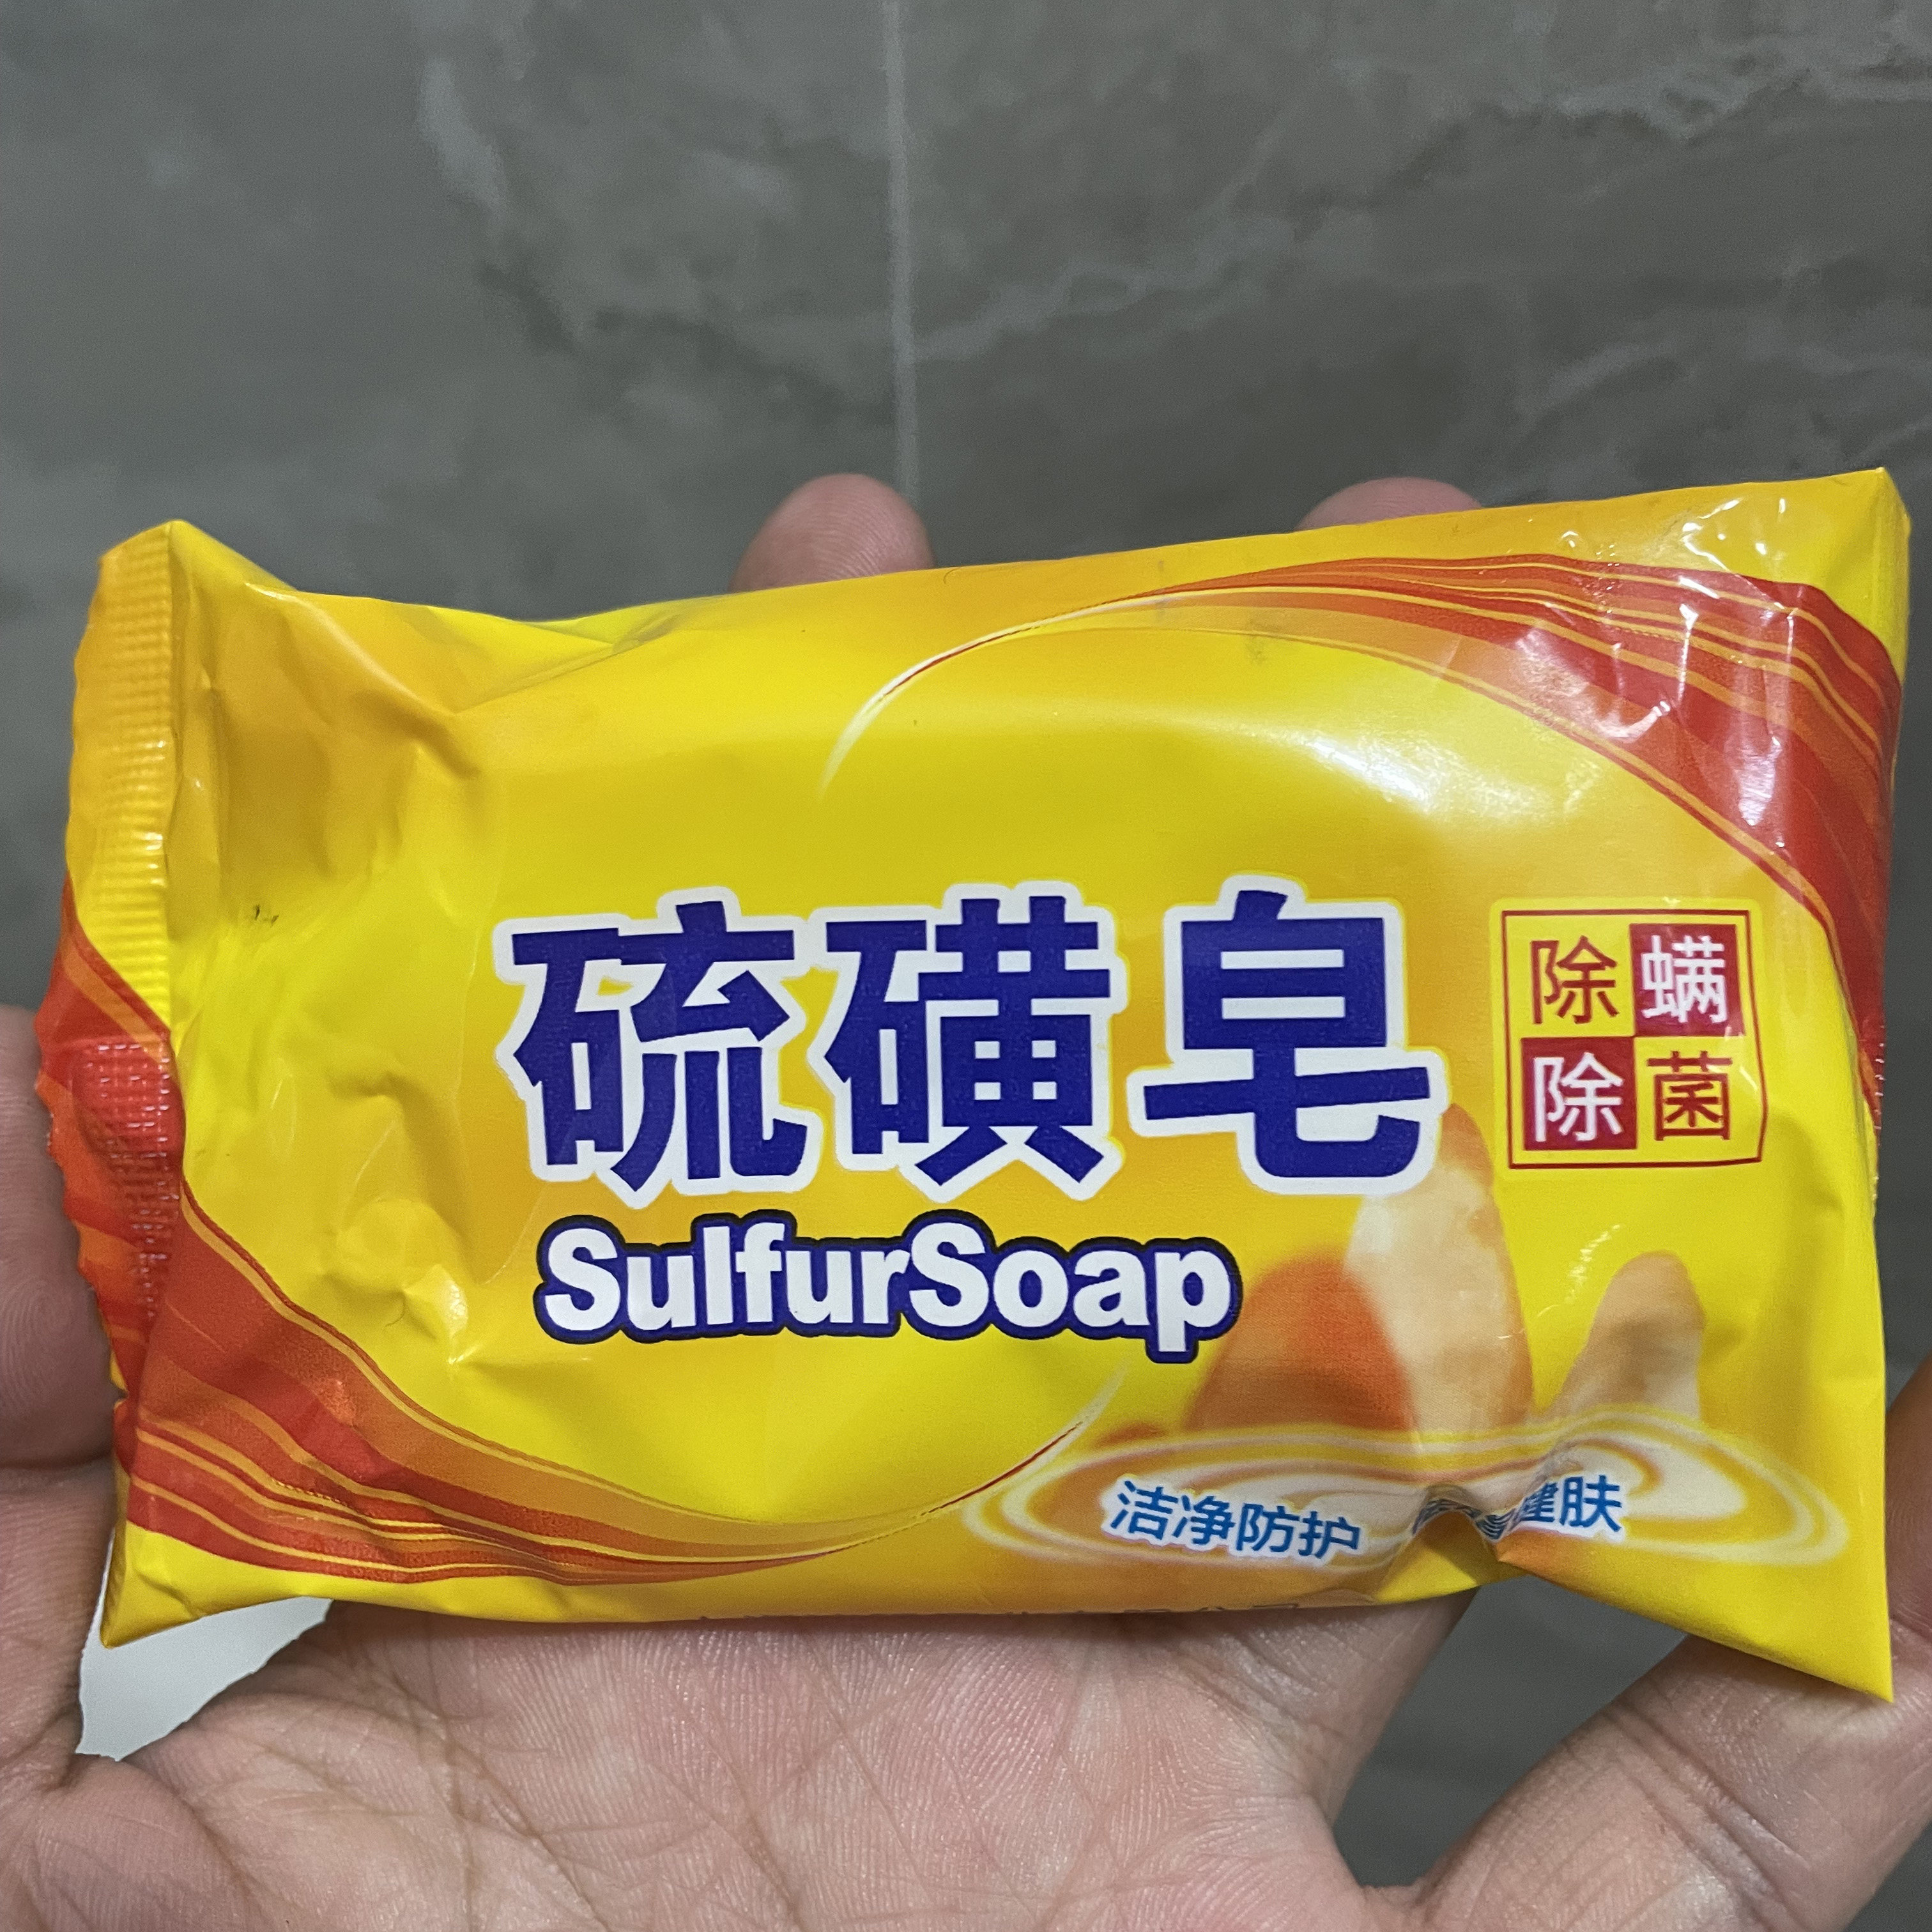 硫磺皂
除螨
除菌
SulfurSoap
洁净防护 健肤